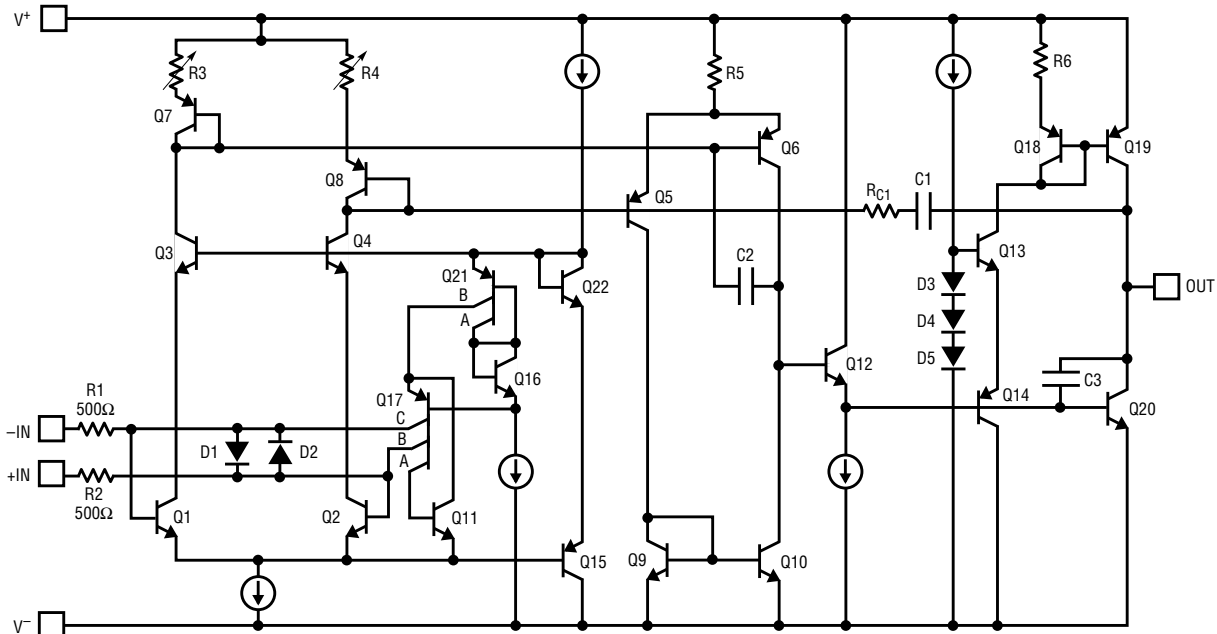 V+
R3
R4
R5
R6
Q7
Q6
Q18
Q19
Q8
Q5
RC1
C1
Q3
Q4
Q21
Q22
C2
Q13
B
A
D3
OUT
D4
Q16
D5
Q12
C3
R1
500Ω
Q17
Q14
Q20
–IN
C
D1
D2
B
A
+IN
R2
500Ω
Q1
Q2
Q11
Q15
Q9
Q10
V–